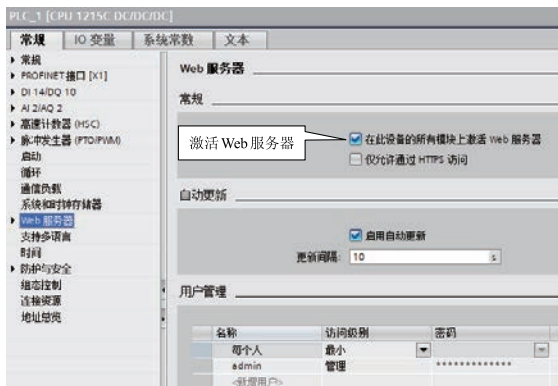 PLC_1 [CPU 1215C DC/DC/DC]
常规 IO 变量 系统常数 文本
常规
PROFINET接口 [X1]
DI 14/DQ 10
AI 2/AQ 2
高速计数器 (HSC)
脉冲发生器 (PTO/PWM)
启动
循环
通信负载
系统和时钟存储器
Web 服务器
支持多语言
时间
防护与安全
组态控制
连接资源
地址总览
Web 服务器
常规
激活 Web 服务器
在此设备的所有模块上激活 Web 服务器
仅允许通过 HTTPS 访问
自动更新
启用自动更新
更新间隔: 10 s
用户管理
名称 访问级别 密码
每个人 最小
admin 管理 *************
<新增用户>